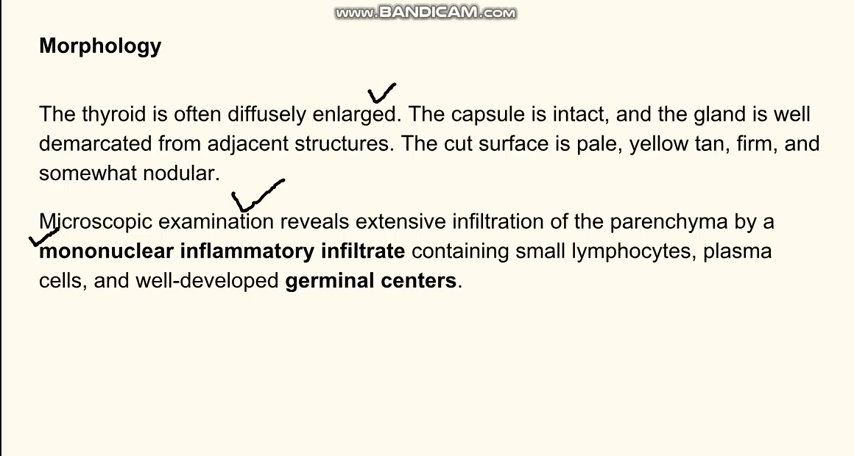 www.BANDICAM.com
Morphology
The thyroid is often diffusely enlarged. The capsule is intact, and the gland is well
demarcated from adjacent structures. The cut surface is pale, yellow tan, firm, and
somewhat nodular.
Microscopic examination reveals extensive infiltration of the parenchyma by a
mononuclear inflammatory infiltrate containing small lymphocytes, plasma
cells, and well-developed germinal centers.